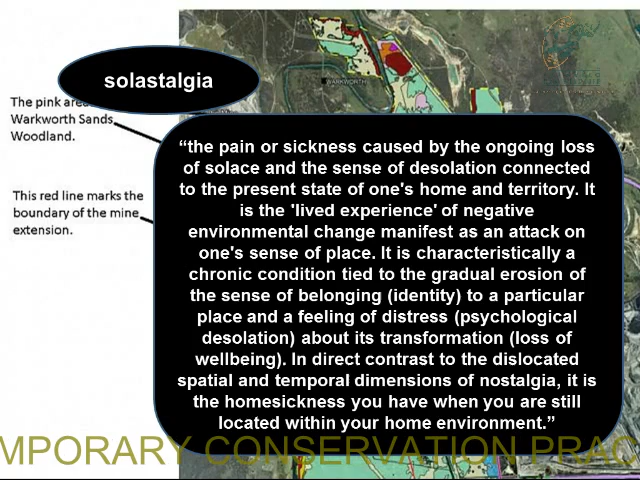 solastalgia
The pink area
Warkworth Sands
Woodland.
WARKWORTH
This red line marks the
boundary of the mine
extension.
“the pain or sickness caused by the ongoing loss
of solace and the sense of desolation connected
to the present state of one's home and territory. It
is the 'lived experience' of negative
environmental change manifest as an attack on
one's sense of place. It is characteristically a
chronic condition tied to the gradual erosion of
the sense of belonging (identity) to a particular
place and a feeling of distress (psychological
desolation) about its transformation (loss of
wellbeing). In direct contrast to the dislocated
spatial and temporal dimensions of nostalgia, it is
the homesickness you have when you are still
located within your home environment.”
MPORARY CONSERVATION PRAC